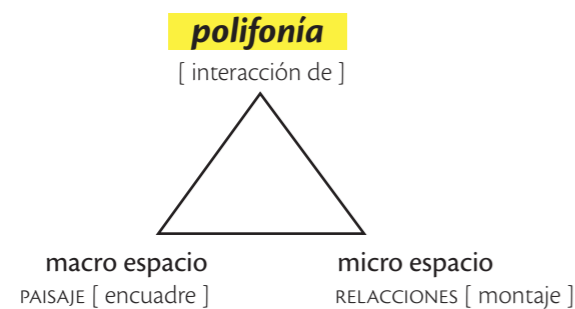 polifonía
[ interacción de ]
macro espacio
PAISAJE [ encuadre ]
micro espacio
RELACCIONES [ montaje ]